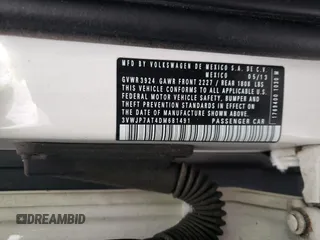 MFD BY VOLKSWAGEN DE MEXICO S.A. DE C.V.
MEXICO 05/13
GVWR 3924 GAWR FRONT 2227 / REAR 1808 LBS
THIS VEHICLE CONFORMS TO ALL APPLICABLE
FEDERAL MOTOR VEHICLE SAFETY, BUMPER AND
THEFT PREVENTION STANDARDS IN EFFECT ON
THE DATE OF MANUFACTURE SHOWN ABOVE.
3VWJP7AT4DM681491 PASSENGER CAR
DREAMBID